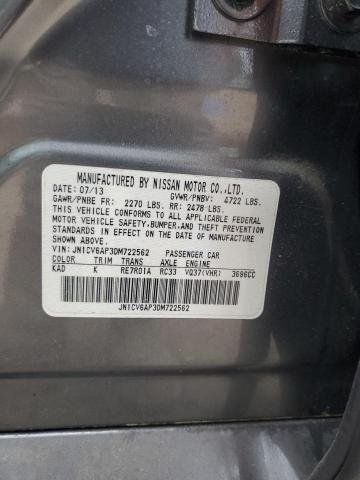 MANUFACTURED BY NISSAN MOTOR CO.,LTD.
DATE: 07/13 GVWR/PNBV: 4722 LBS.
GAWR/PNBE FR: 2270 LBS. RR: 2478 LBS.
THIS VEHICLE CONFORMS TO ALL APPLICABLE FEDERAL
MOTOR VEHICLE SAFETY,BUMPER,AND THEFT PREVENTION
STANDARDS IN EFFECT ON THE DATE OF MANUFACTURE
SHOWN ABOVE.
VIN: JN1CV6AP3DM722562 PASSENGER CAR
COLOR TRIM TRANS AXLE ENGINE
KAD K RE7R01A RC33 VQ37(VHR) 3696CC
JN1CV6AP3DM722562